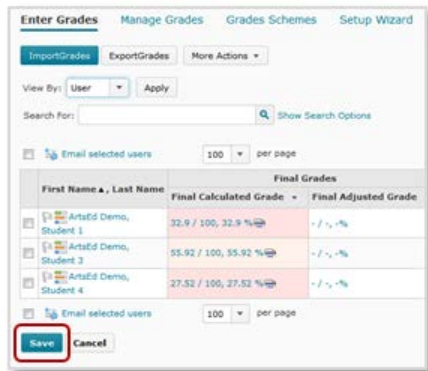 Enter Grades Manage Grades Grades Schemes Setup Wizard
ImportGrades ExportGrades More Actions
View By: User Apply
Search For: Show Search Options
Email selected users 100 per page
Final Grades
First Name ▲, Last Name Final Calculated Grade Final Adjusted Grade
ArtsEd Demo, Student 1 32.9 / 100, 32.9 % - / -, -%
ArtsEd Demo, Student 3 55.92 / 100, 55.92 % - / -, -%
ArtsEd Demo, Student 4 27.52 / 100, 27.52 % - / -, -%
Email selected users 100 per page
Save Cancel